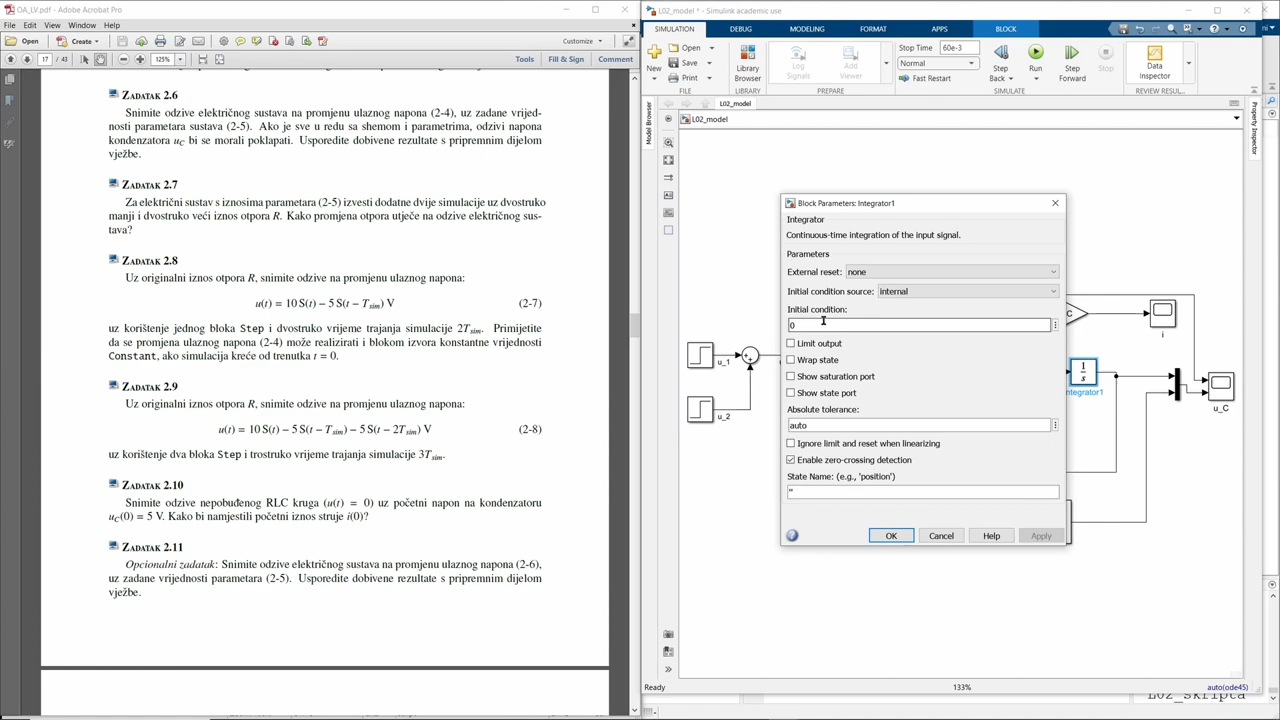 OA_LV.pdf - Adobe Acrobat Pro
File Edit View Window Help
Open Create Customize
17 / 43 125% Tools Fill & Sign Comment
ZADATAK 2.6
Snimite odzive električnog sustava na promjenu ulaznog napona (2-4), uz zadane vrijed-
nosti parametara sustava (2-5). Ako je sve u redu sa shemom i parametrima, odzivi napona
kondenzatora u_C bi se morali poklapati. Usporedite dobivene rezultate s pripremnim dijelom
vježbe.
ZADATAK 2.7
Za električni sustav s iznosima parametara (2-5) izvesti dodatne dvije simulacije uz dvostruko
manji i dvostruko veći iznos otpora R. Kako promjena otpora utječe na odzive električnog sus-
tava?
ZADATAK 2.8
Uz originalni iznos otpora R, snimite odzive na promjenu ulaznog napona:
u(t) = 10 S(t) − 5 S(t − T_sim) V (2-7)
uz korištenje jednog bloka Step i dvostruko vrijeme trajanja simulacije 2T_sim. Primijetite
da se promjena napona (2-4) može realizirati i blokom izvora konstantne vrijednosti
Constant, ako simulacija kreće od trenutka t = 0.
ZADATAK 2.9
Uz originalni iznos otpora R, snimite odzive na promjenu ulaznog napona:
u(t) = 10 S(t) − 5 S(t − T_sim) − 5 S(t − 2T_sim) V (2-8)
uz korištenje dva bloka Step i trostruko vrijeme trajanja simulacije 3T_sim.
ZADATAK 2.10
Snimite odzive nepobuđenog RLC kruga (u(t) = 0) uz početni napon na kondenzatoru
u_C(0) = 5 V. Kako bi namjestili početni iznos struje i(0)?
ZADATAK 2.11
Opcionalni zadatak: Snimite odzive električnog sustava na promjenu ulaznog napona (2-6),
uz zadane vrijednosti parametara (2-5). Usporedite dobivene rezultate s pripremnim dijelom
vježbe.
L02_model * - Simulink academic use
SIMULATION DEBUG MODELING FORMAT APPS BLOCK
New
Open
Save
Print
FILE
Library
Browser
LIBRARY
Log
Signals
Add
Viewer
PREPARE
Stop Time 60e-3
Normal
Fast Restart
Step
Back
Run
Step
Forward
Stop
SIMULATE
Data
Inspector
REVIEW RESUL...
L02_model
L02_model
Model Browser
Property Inspector
u_1
u_2
Block Parameters: Integrator1
Integrator
Continuous-time integration of the input signal.
Parameters
External reset: none
Initial condition source: internal
Initial condition:
0
Limit output
Wrap state
Show saturation port
Show state port
Absolute tolerance:
auto
Ignore limit and reset when linearizing
Enable zero-crossing detection
State Name: (e.g., 'position')
''
OK Cancel Help Apply
C
i
1
s
ntegrator1
u_C
Ready 133% auto(ode45)
L02_skripta